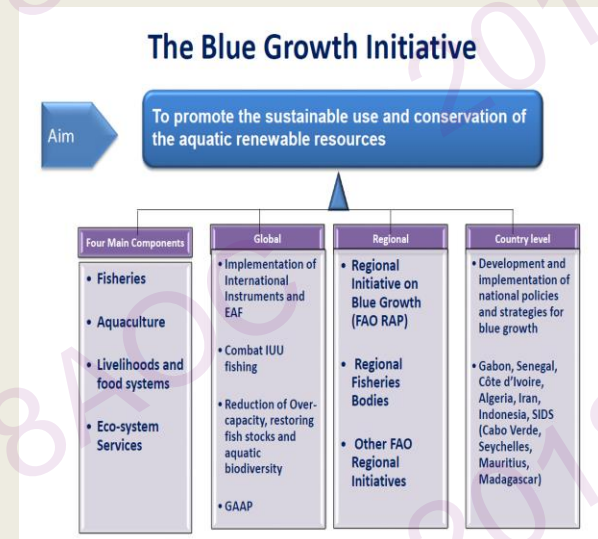 The Blue Growth Initiative
Aim
To promote the sustainable use and conservation of
the aquatic renewable resources
Four Main Components
• Fisheries
• Aquaculture
• Livelihoods and
food systems
• Eco-system
Services
Global
•Implementation of
International
Instruments and
EAF
•Combat IUU
fishing
•Reduction of Over-
capacity, restoring
fish stocks and
aquatic
biodiversity
•GAAP
Regional
• Regional
Initiative on
Blue Growth
(FAO RAP)
• Regional
Fisheries
Bodies
• Other FAO
Regional
Initiatives
Country level
•Development and
implementation of
national policies
and strategies for
blue growth
•Gabon, Senegal,
Côte d'Ivoire,
Algeria, Iran,
Indonesia, SIDS
(Cabo Verde,
Seychelles,
Mauritius,
Madagascar)